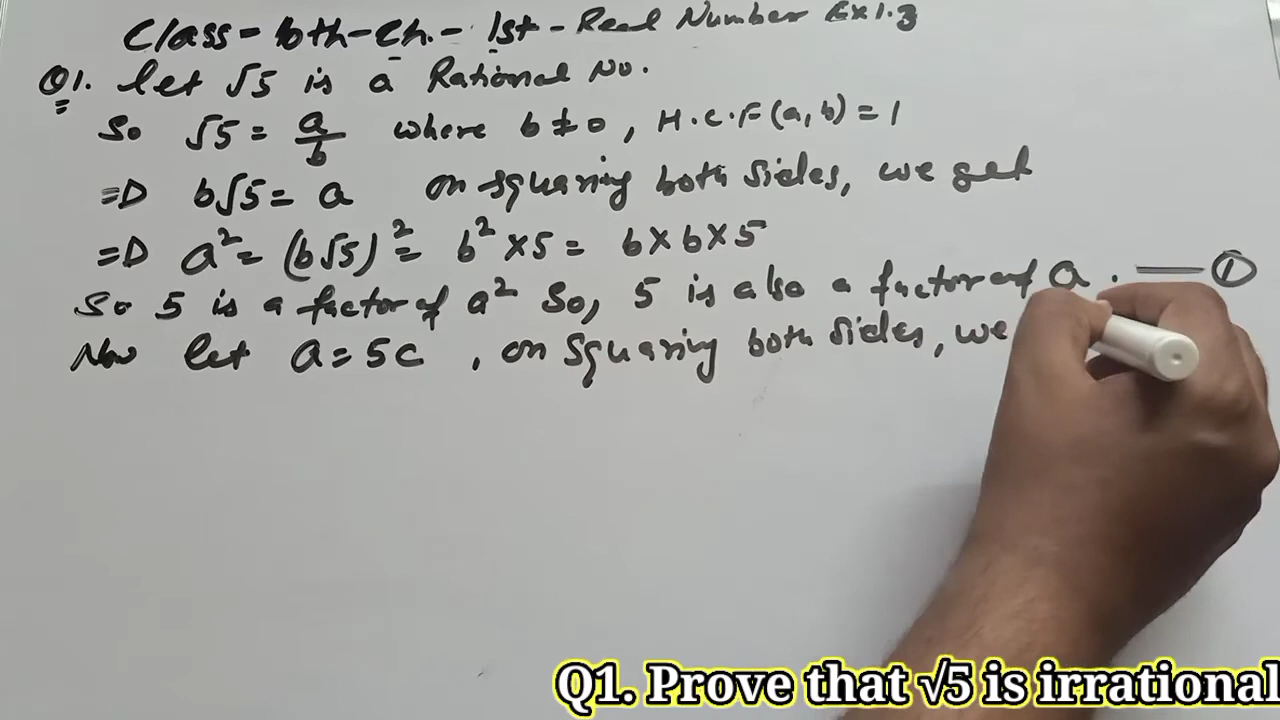 Class - 10th - Ch. - 1st - Real Number Ex 1.3
Q1. let √5 is a Rational No.
So √5 = a/b where b ≠ 0, H.C.F (a, b) = 1
=> b√5 = a on squaring both sides, we get
=> a² = (b√5)² = b² × 5 = b × b × 5
So 5 is a factor of a² So, 5 is also a factor of a. — ①
Now let a = 5c , on squaring both sides, we
Q1. Prove that √5 is irrational